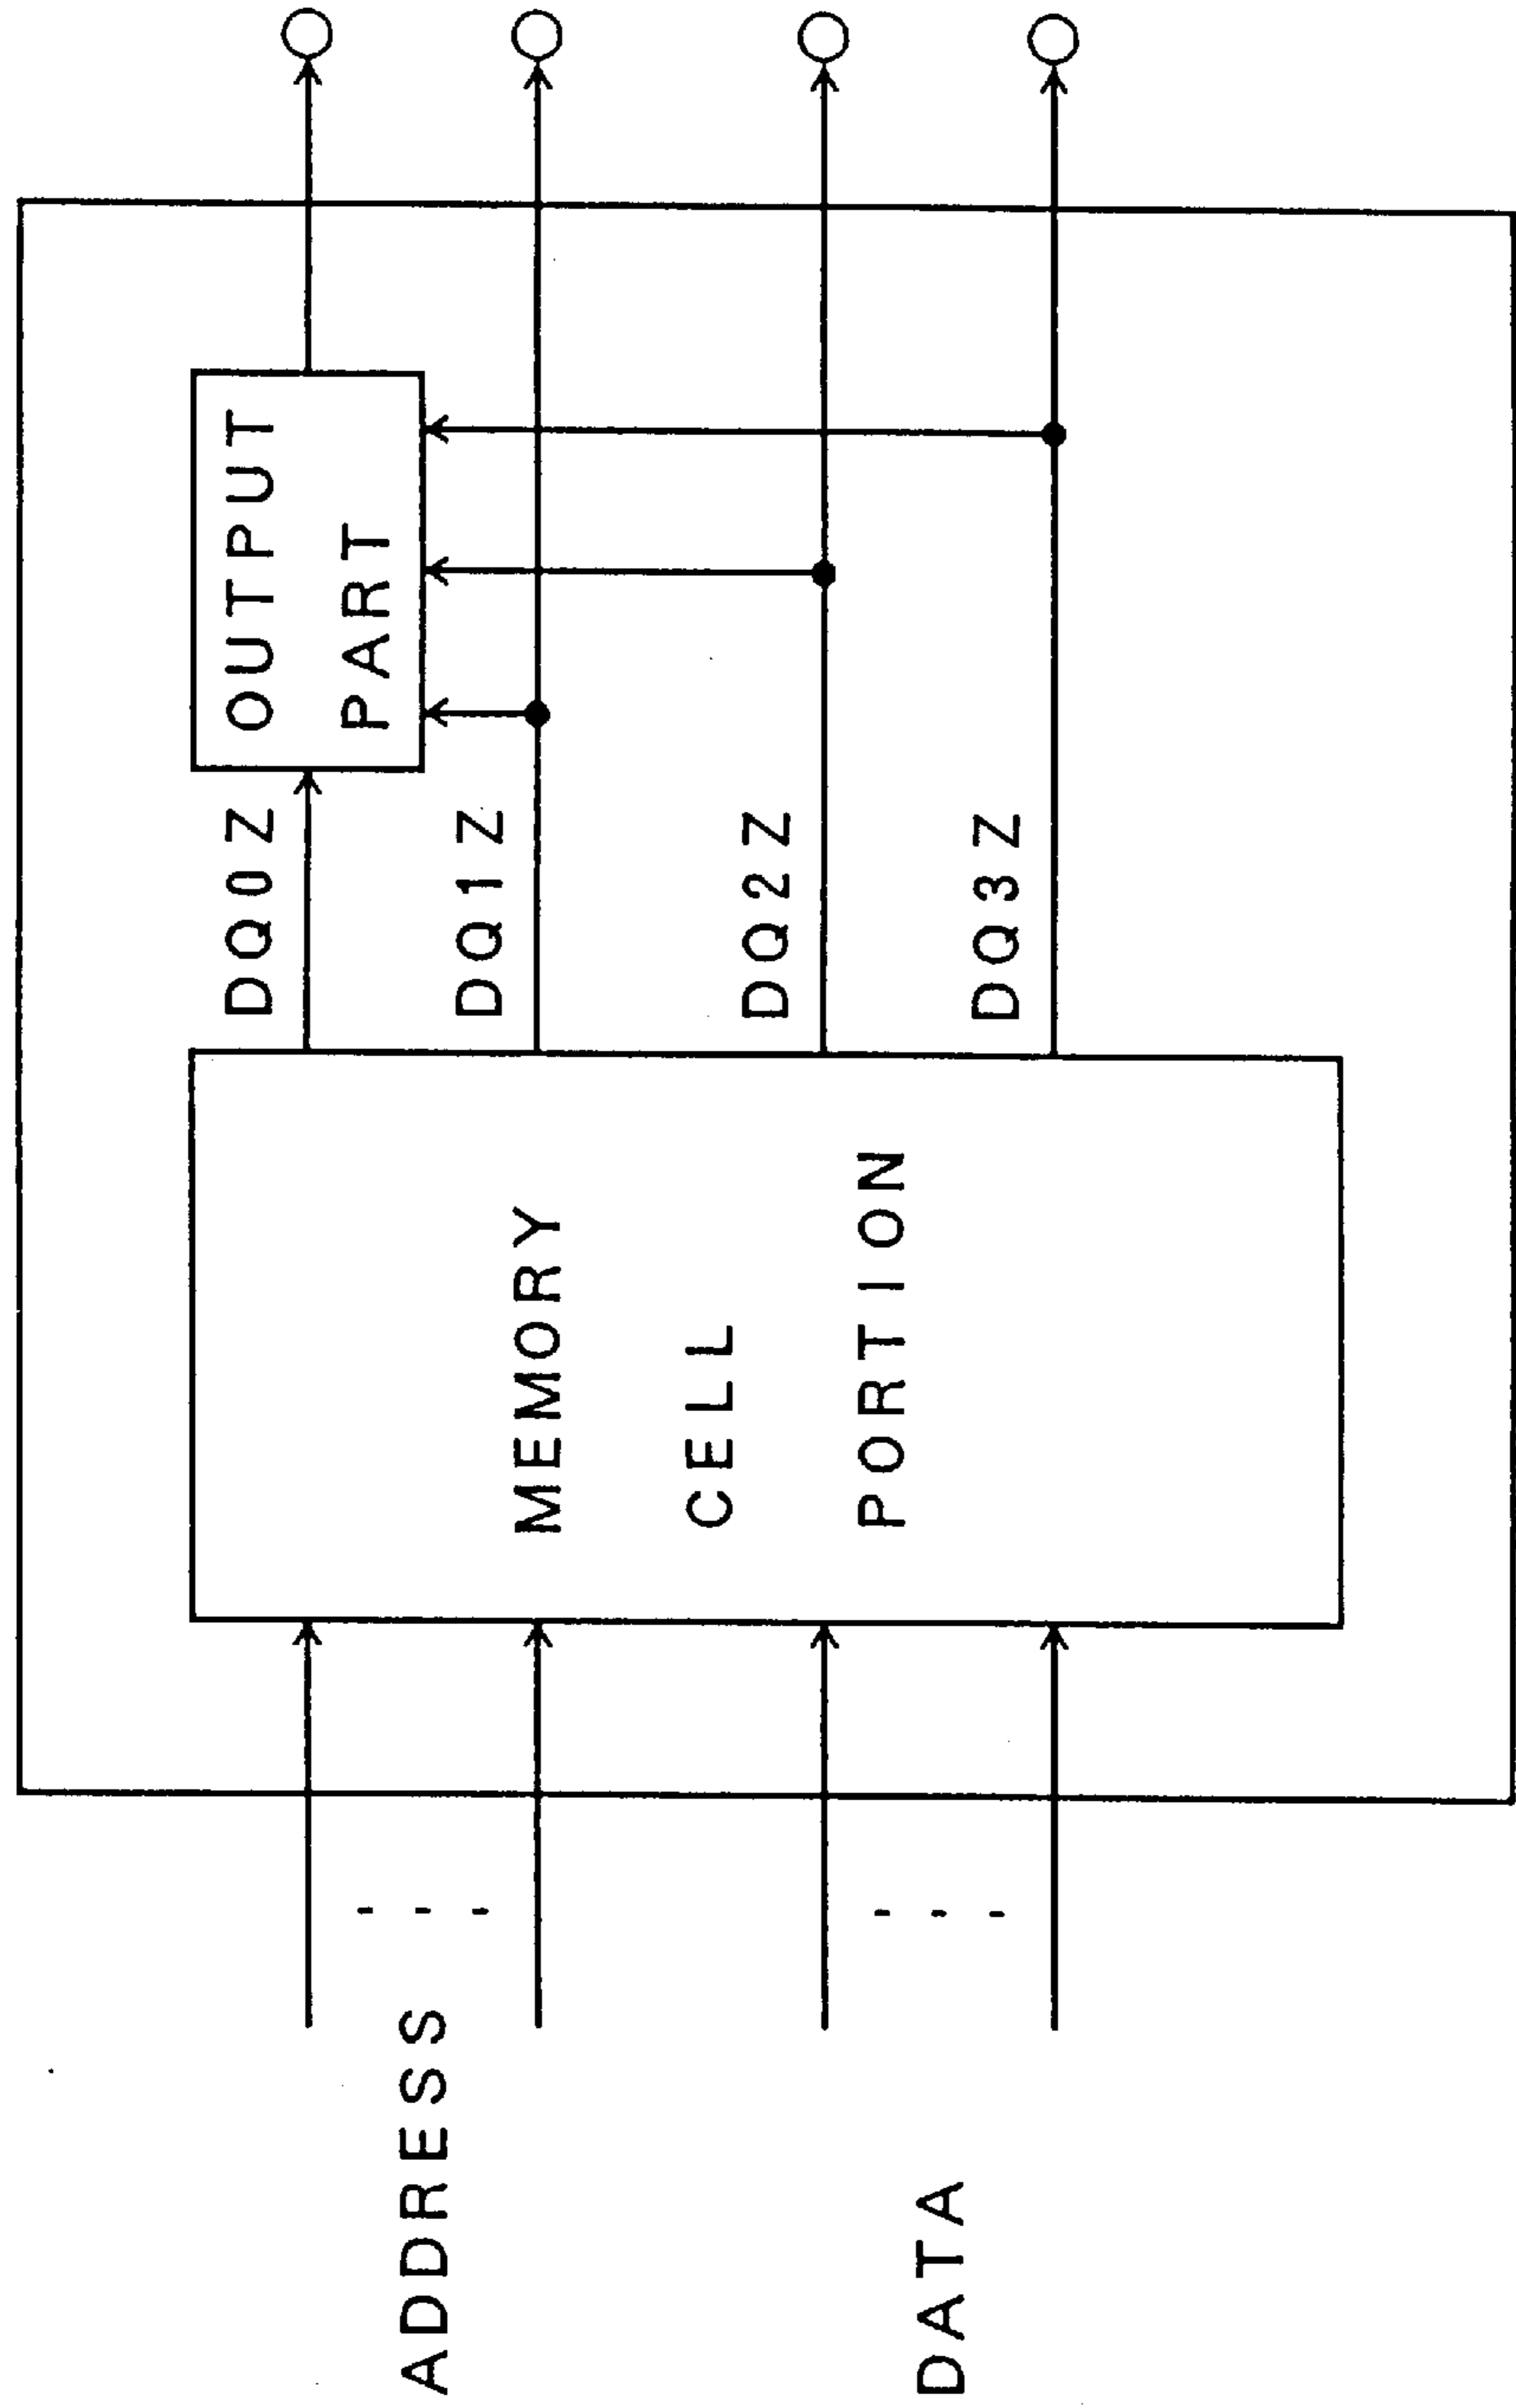 ADDRESS
DATA
MEMORY
CELL
PORTION
DQ0Z
DQ1Z
DQ2Z
DQ3Z
OUTPUT
PART